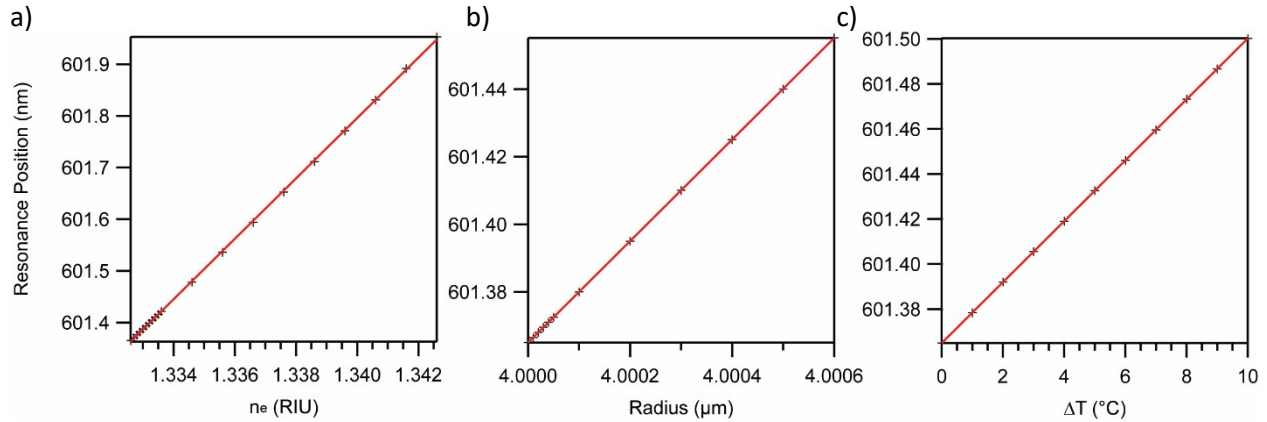 a)
Resonance Position (nm)
601.9
601.8
601.7
601.6
601.5
601.4
1.334 1.336 1.338 1.340 1.342
ne (RIU)
b)
601.44
601.42
601.40
601.38
4.0000 4.0002 4.0004 4.0006
Radius (µm)
c)
601.50
601.48
601.46
601.44
601.42
601.40
601.38
0 2 4 6 8 10
ΔT (°C)